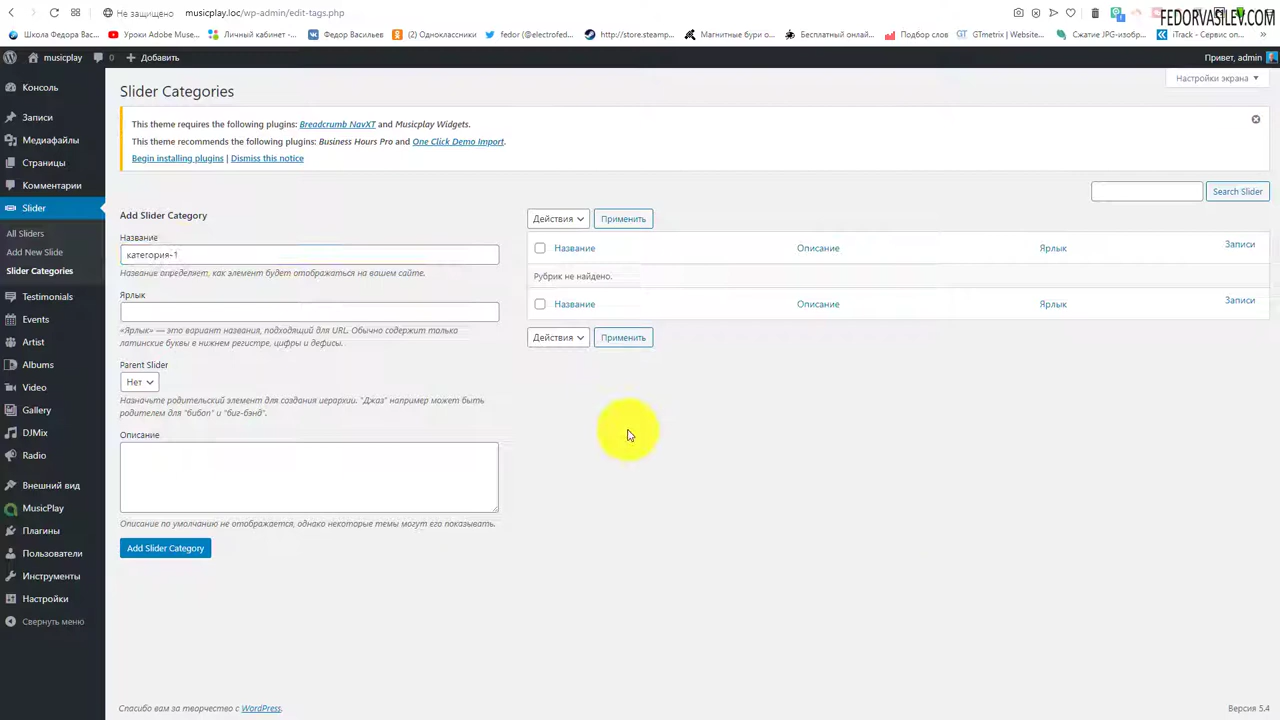 Не защищено musicplay.loc/wp-admin/edit-tags.php
FEDORVASILEV.COM
Школа Федора Вас... Уроки Adobe Muse... Личный кабинет -... Федор Васильев (2) Одноклассники fedor (@electrofed... http://store.steamp... Магнитные бури о... Бесплатный онлай... Подбор слов GTmetrix | Website... Сжатие JPG-изобр... iTrack - Сервис оп...
musicplay 0 Добавить Привет, admin
Консоль
Записи
Медиафайлы
Страницы
Комментарии
Slider
All Sliders
Add New Slide
Slider Categories
Testimonials
Events
Artist
Albums
Video
Gallery
DJMix
Radio
Внешний вид
MusicPlay
Плагины
Пользователи
Инструменты
Настройки
Свернуть меню
Настройки экрана
Slider Categories
This theme requires the following plugins: Breadcrumb NavXT and Musicplay Widgets.
This theme recommends the following plugins: Business Hours Pro and One Click Demo Import.
Begin installing plugins | Dismiss this notice
Search Slider
Add Slider Category
Название
категория-1
Название определяет, как элемент будет отображаться на вашем сайте.
Ярлык
«Ярлык» — это вариант названия, подходящий для URL. Обычно содержит только
латинские буквы в нижнем регистре, цифры и дефисы.
Parent Slider
Нет
Назначьте родительский элемент для создания иерархии. "Джаз" например может быть
родителем для "бибоп" и "биг-бэнд".
Описание
Описание по умолчанию не отображается, однако некоторые темы могут его показывать.
Add Slider Category
Действия Применить
Название Описание Ярлык Записи
Рубрик не найдено.
Название Описание Ярлык Записи
Действия Применить
Спасибо вам за творчество с WordPress.
Версия 5.4